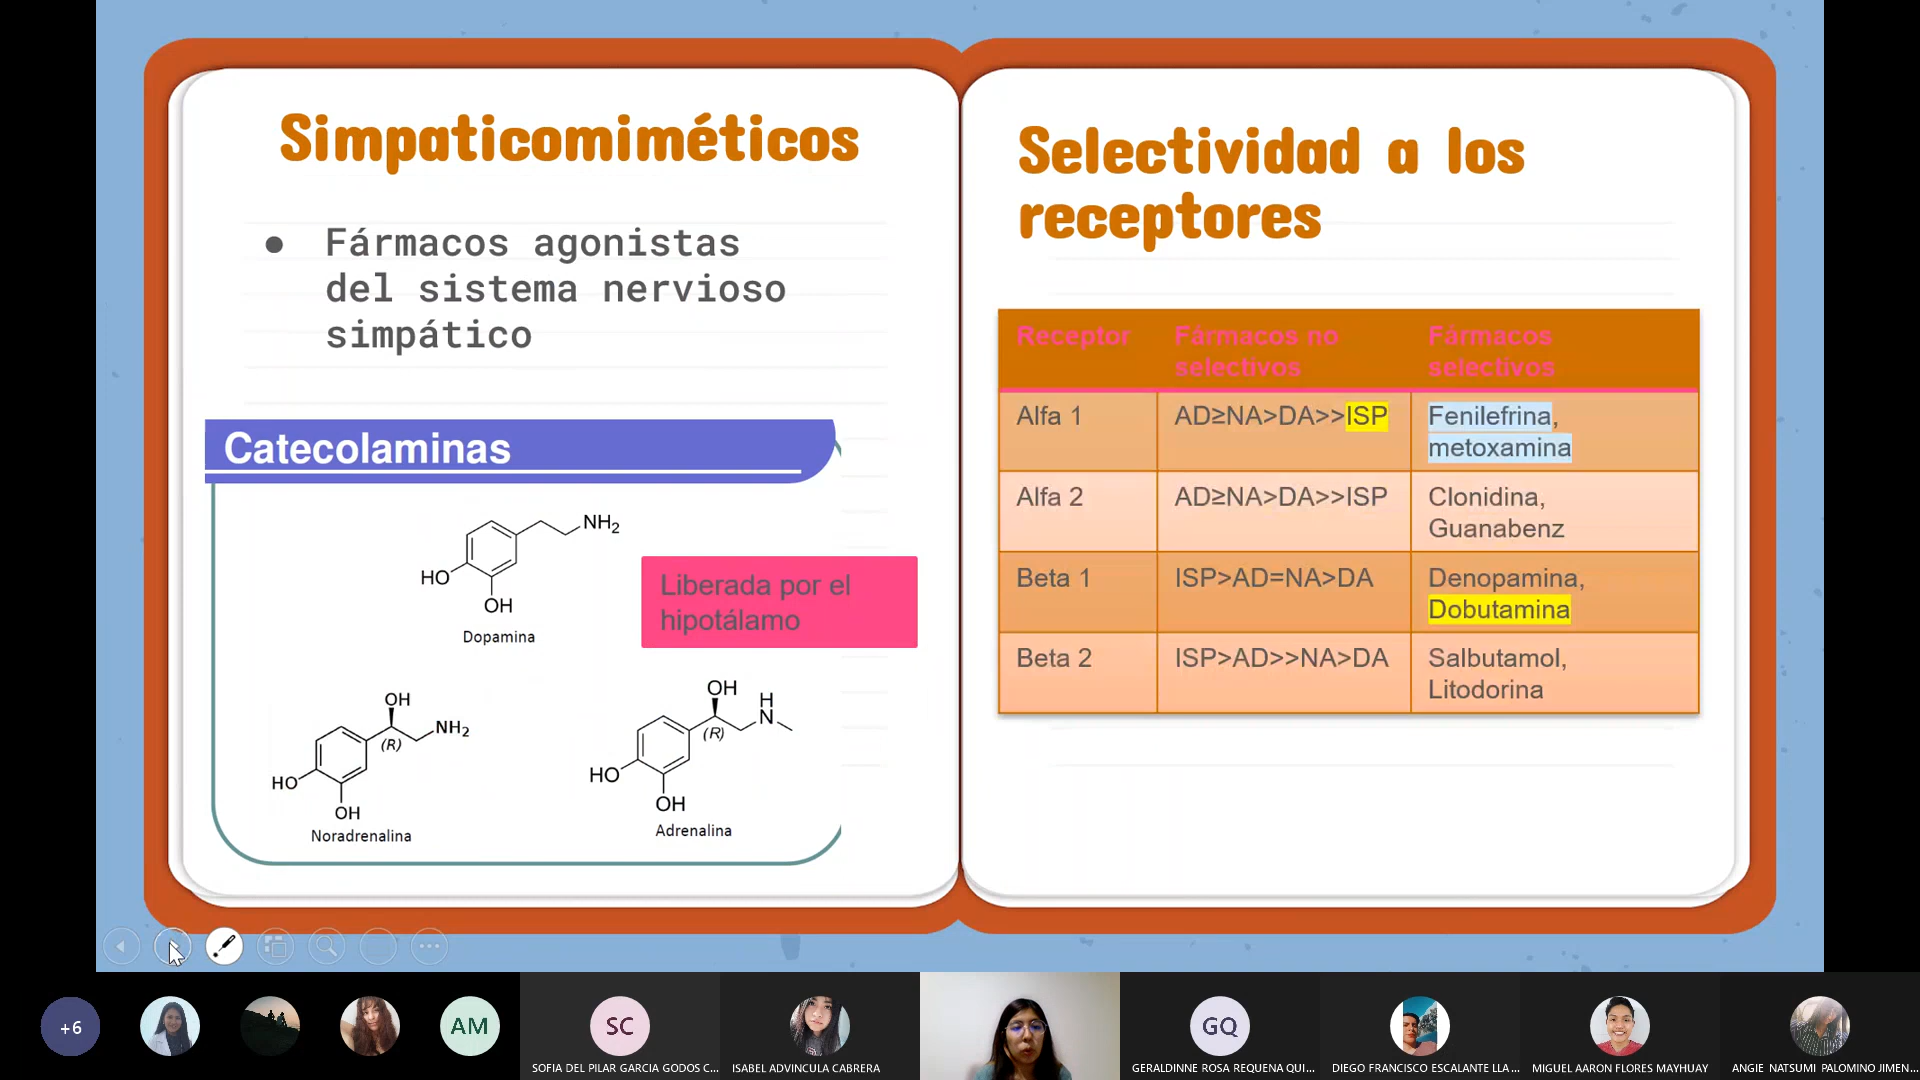 Simpaticomiméticos
● Fármacos agonistas
del sistema nervioso
simpático
Catecolaminas
NH2
HO
OH
Dopamina
Liberada por el
hipotálamo
OH
NH2
(R)
HO
OH
Noradrenalina
OH
H
N
(R)
HO
OH
Adrenalina
Selectividad a los
receptores
Receptor
Fármacos no
selectivos
Fármacos
selectivos
Alfa 1
AD≥NA>DA>>ISP
Fenilefrina,
metoxamina
Alfa 2
AD≥NA>DA>>ISP
Clonidina,
Guanabenz
Beta 1
ISP>AD=NA>DA
Denopamina,
Dobutamina
Beta 2
ISP>AD>>NA>DA
Salbutamol,
Litodorina
+6
AM
SC
SOFIA DEL PILAR GARCIA GODOS C...
ISABEL ADVINCULA CABRERA
GQ
GERALDINNE ROSA REQUENA QUI...
DIEGO FRANCISCO ESCALANTE LLA...
MIGUEL AARON FLORES MAYHUAY
ANGIE NATSUMI PALOMINO JIMEN...